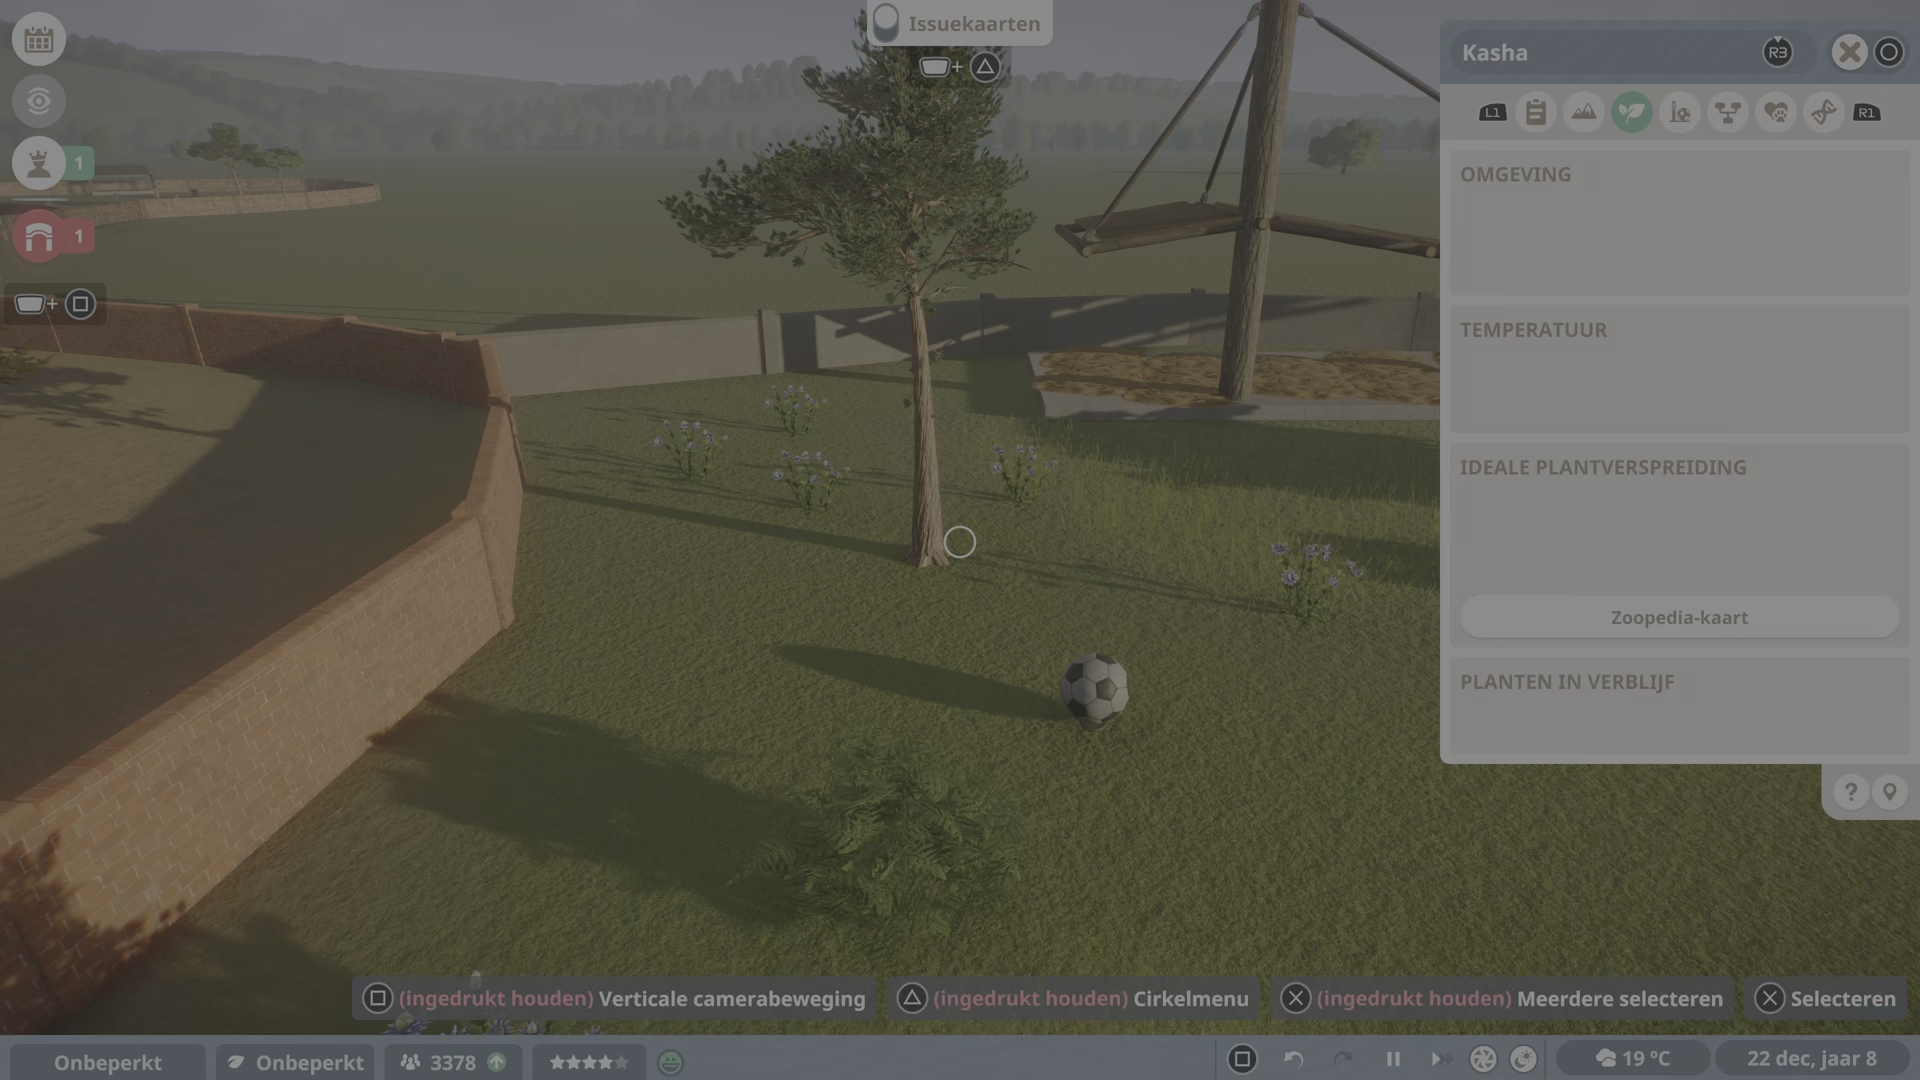 Issuekaarten
Kasha
R3
L1
R1
OMGEVING
1
TEMPERATUUR
1
IDEALE PLANTVERSPREIDING
Zoopedia-kaart
PLANTEN IN VERBLIJF
?
(ingedrukt houden) Verticale camerabeweging
(ingedrukt houden) Cirkelmenu
(ingedrukt houden) Meerdere selecteren
Selecteren
Onbeperkt
Onbeperkt
3378
19 °C
22 dec, jaar 8